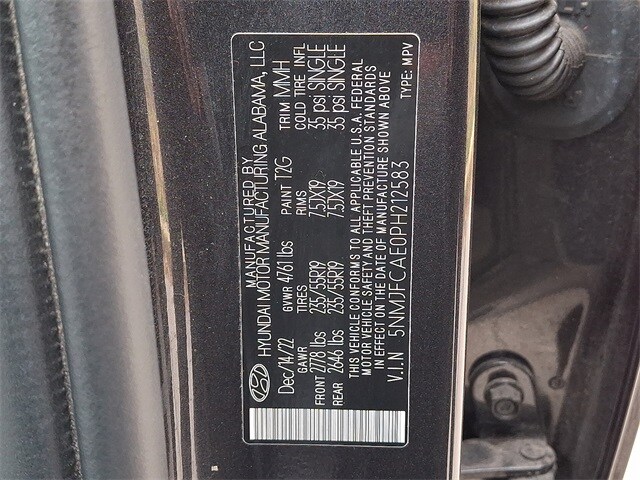 MANUFACTURED BY
HYUNDAI MOTOR MANUFACTURING ALABAMA, LLC
Dec/14/22 GVWR 4761 lbs PAINT T2G TRIM MMH
GAWR TIRES RIMS COLD TIRE INFL
FRONT 2778 lbs 235/55R19 7.5JX19 35 psi SINGLE
REAR 2646 lbs 235/55R19 7.5JX19 35 psi SINGLE
THIS VEHICLE CONFORMS TO ALL APPLICABLE U.S.A. FEDERAL
MOTOR VEHICLE SAFETY AND THEFT PREVENTION STANDARDS
IN EFFECT ON THE DATE OF MANUFACTURE SHOWN ABOVE
V.I.N 5NMJFCAE0PH212583 TYPE: MPV